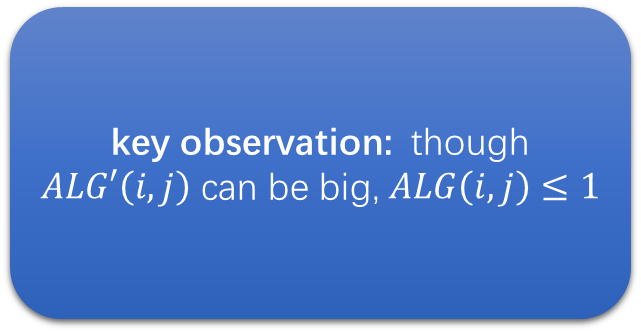 key observation: though
ALG′(i,j) can be big, ALG(i,j) ≤ 1